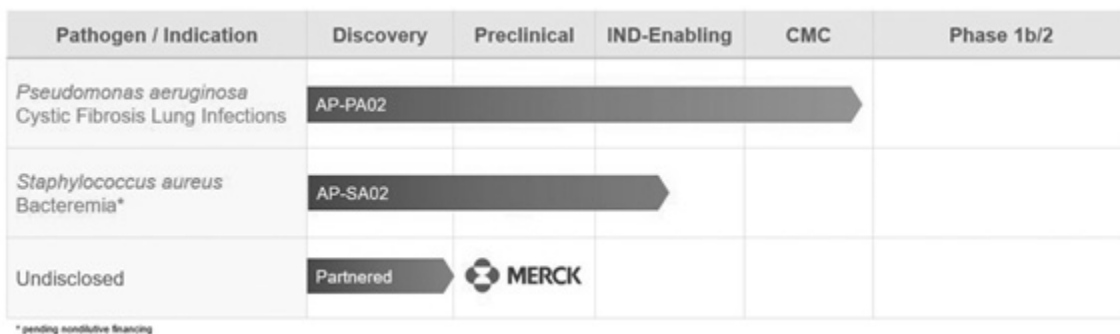 Pathogen / Indication Discovery Preclinical IND-Enabling CMC Phase 1b/2
Pseudomonas aeruginosa
Cystic Fibrosis Lung Infections
AP-PA02
Staphylococcus aureus
Bacteremia*
AP-SA02
Undisclosed Partnered MERCK
* pending nondilutive financing